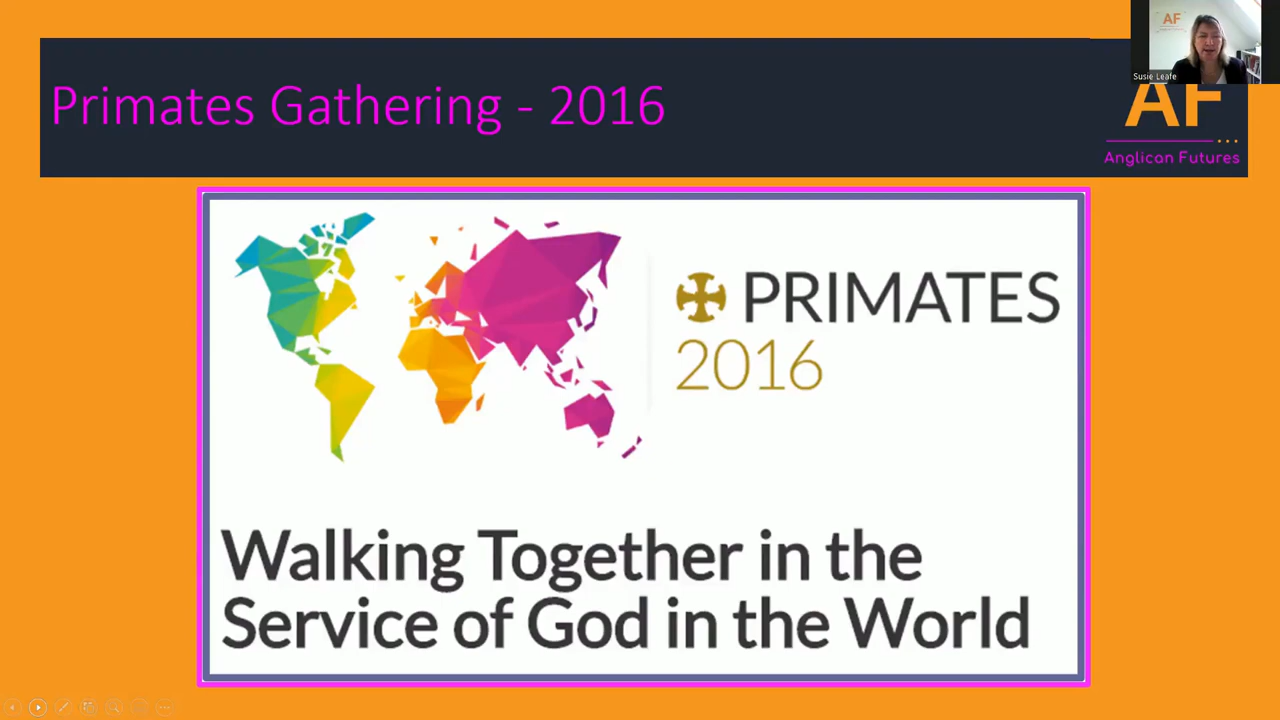 Primates Gathering - 2016
AF
Susie Leafe
AF
Anglican Futures
PRIMATES
2016
Walking Together in the
Service of God in the World